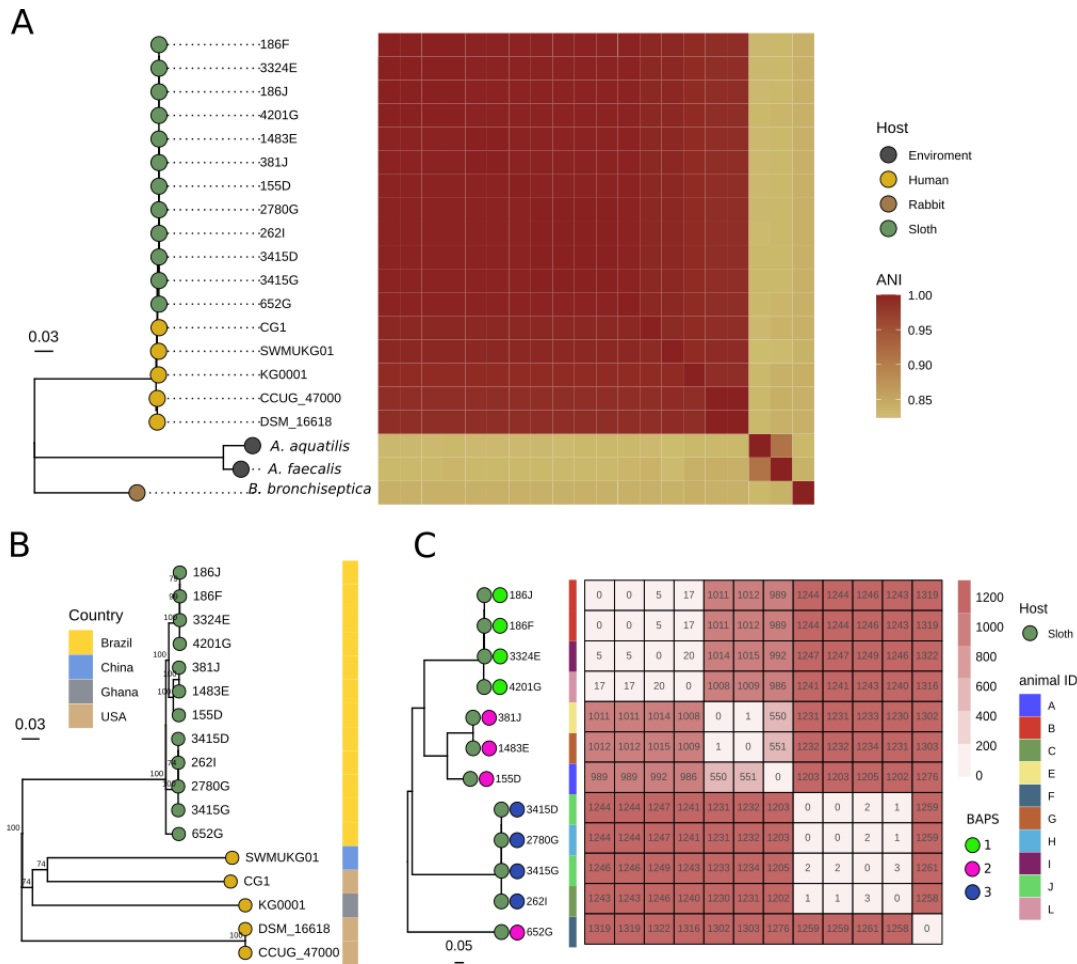 A
186F
3324E
186J
4201G
1483E
381J
155D
2780G
262I
3415D
3415G
652G
CG1
SWMUKG01
KG0001
CCUG_47000
DSM_16618
A. aquatilis
A. faecalis
B. bronchiseptica
0.03
Host
Enviroment
Human
Rabbit
Sloth
ANI
1.00
0.95
0.90
0.85
B
Country
Brazil
China
Ghana
USA
0.03
186J
186F
3324E
4201G
381J
1483E
155D
3415D
262I
2780G
3415G
652G
SWMUKG01
CG1
KG0001
DSM_16618
CCUG_47000
100
100
100
100
74
100
100
74
74
100
C
186J 0 0 5 17 1011 1012 989 1244 1244 1246 1243 1319
186F 0 0 5 17 1011 1012 989 1244 1244 1246 1243 1319
3324E 5 5 0 20 1014 1015 992 1247 1247 1249 1246 1322
4201G 17 17 20 0 1008 1009 986 1241 1241 1243 1240 1316
381J 1011 1011 1014 1008 0 1 550 1231 1231 1233 1230 1302
1483E 1012 1012 1015 1009 1 0 551 1232 1232 1234 1231 1303
155D 989 989 992 986 550 551 0 1203 1203 1205 1202 1276
3415D 1244 1244 1247 1241 1231 1232 1203 0 0 2 1 1259
2780G 1244 1244 1247 1241 1231 1232 1203 0 0 2 1 1259
3415G 1246 1246 1249 1243 1233 1234 1205 2 2 0 3 1261
262I 1243 1243 1246 1240 1230 1231 1202 1 1 3 0 1258
652G 1319 1319 1322 1316 1302 1303 1276 1259 1259 1261 1258 0
0.05
1200
1000
800
600
400
200
0
BAPS
1
2
3
Host
Sloth
animal ID
A
B
C
E
F
G
H
I
J
L